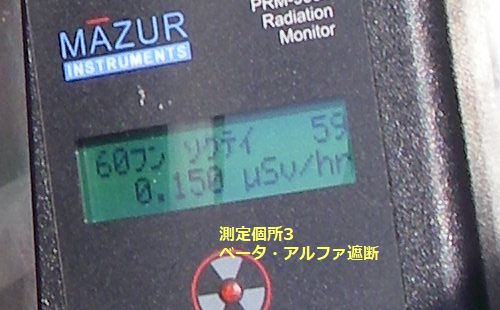 MAZUR
INSTRUMENTS
Radiation
Monitor
60フン ソクテイ 59
0.150 µSv/hr
測定個所3
ベータ・アルファ遮断